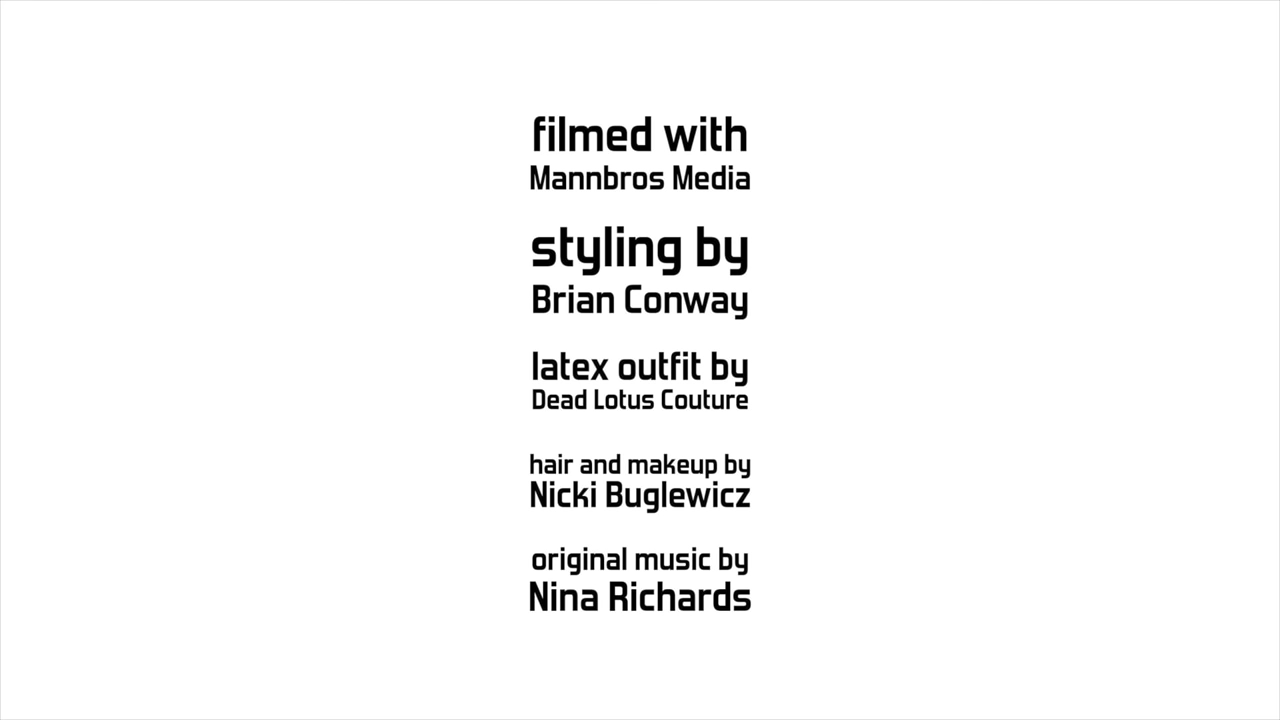 filmed with
Mannbros Media
styling by
Brian Conway
latex outfit by
Dead Lotus Couture
hair and makeup by
Nicki Buglewicz
original music by
Nina Richards